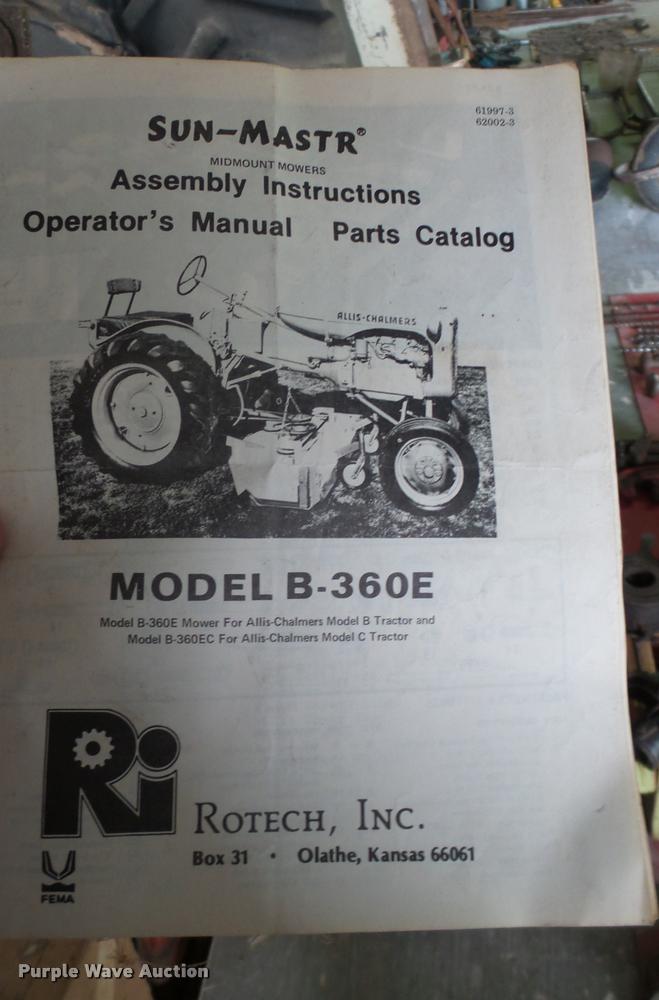 61997-3
62002-3
SUN-MASTR®
MIDMOUNT MOWERS
Assembly Instructions
Operator's Manual Parts Catalog
ALLIS-CHALMERS
MODEL B-360E
Model B-360E Mower For Allis-Chalmers Model B Tractor and
Model B-360EC For Allis-Chalmers Model C Tractor
Ri
ROTECH, INC.
Box 31 • Olathe, Kansas 66061
FEMA
Purple Wave Auction